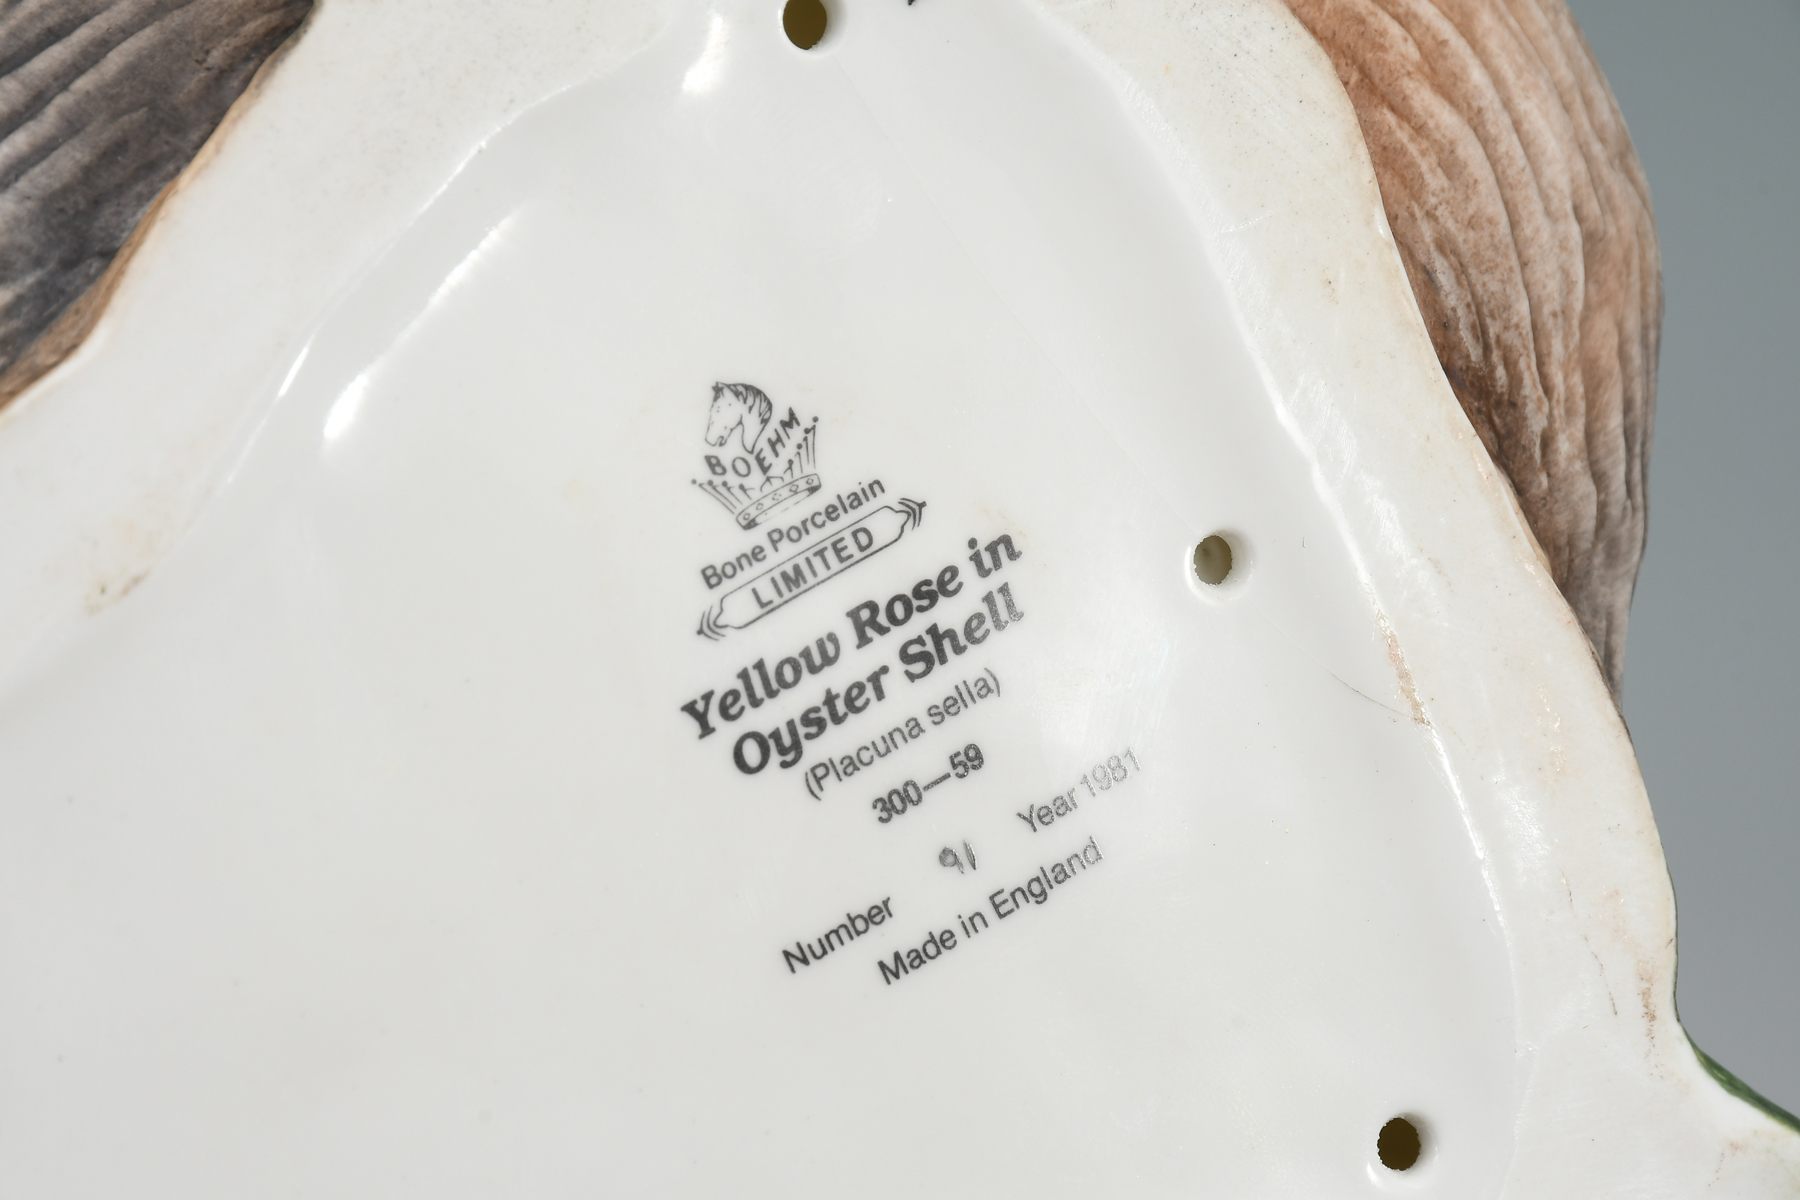 BOEHM
Bone Porcelain
LIMITED
Yellow Rose in
Oyster Shell
(Placuna sella)
300—59
Number 91 Year 1981
Made in England